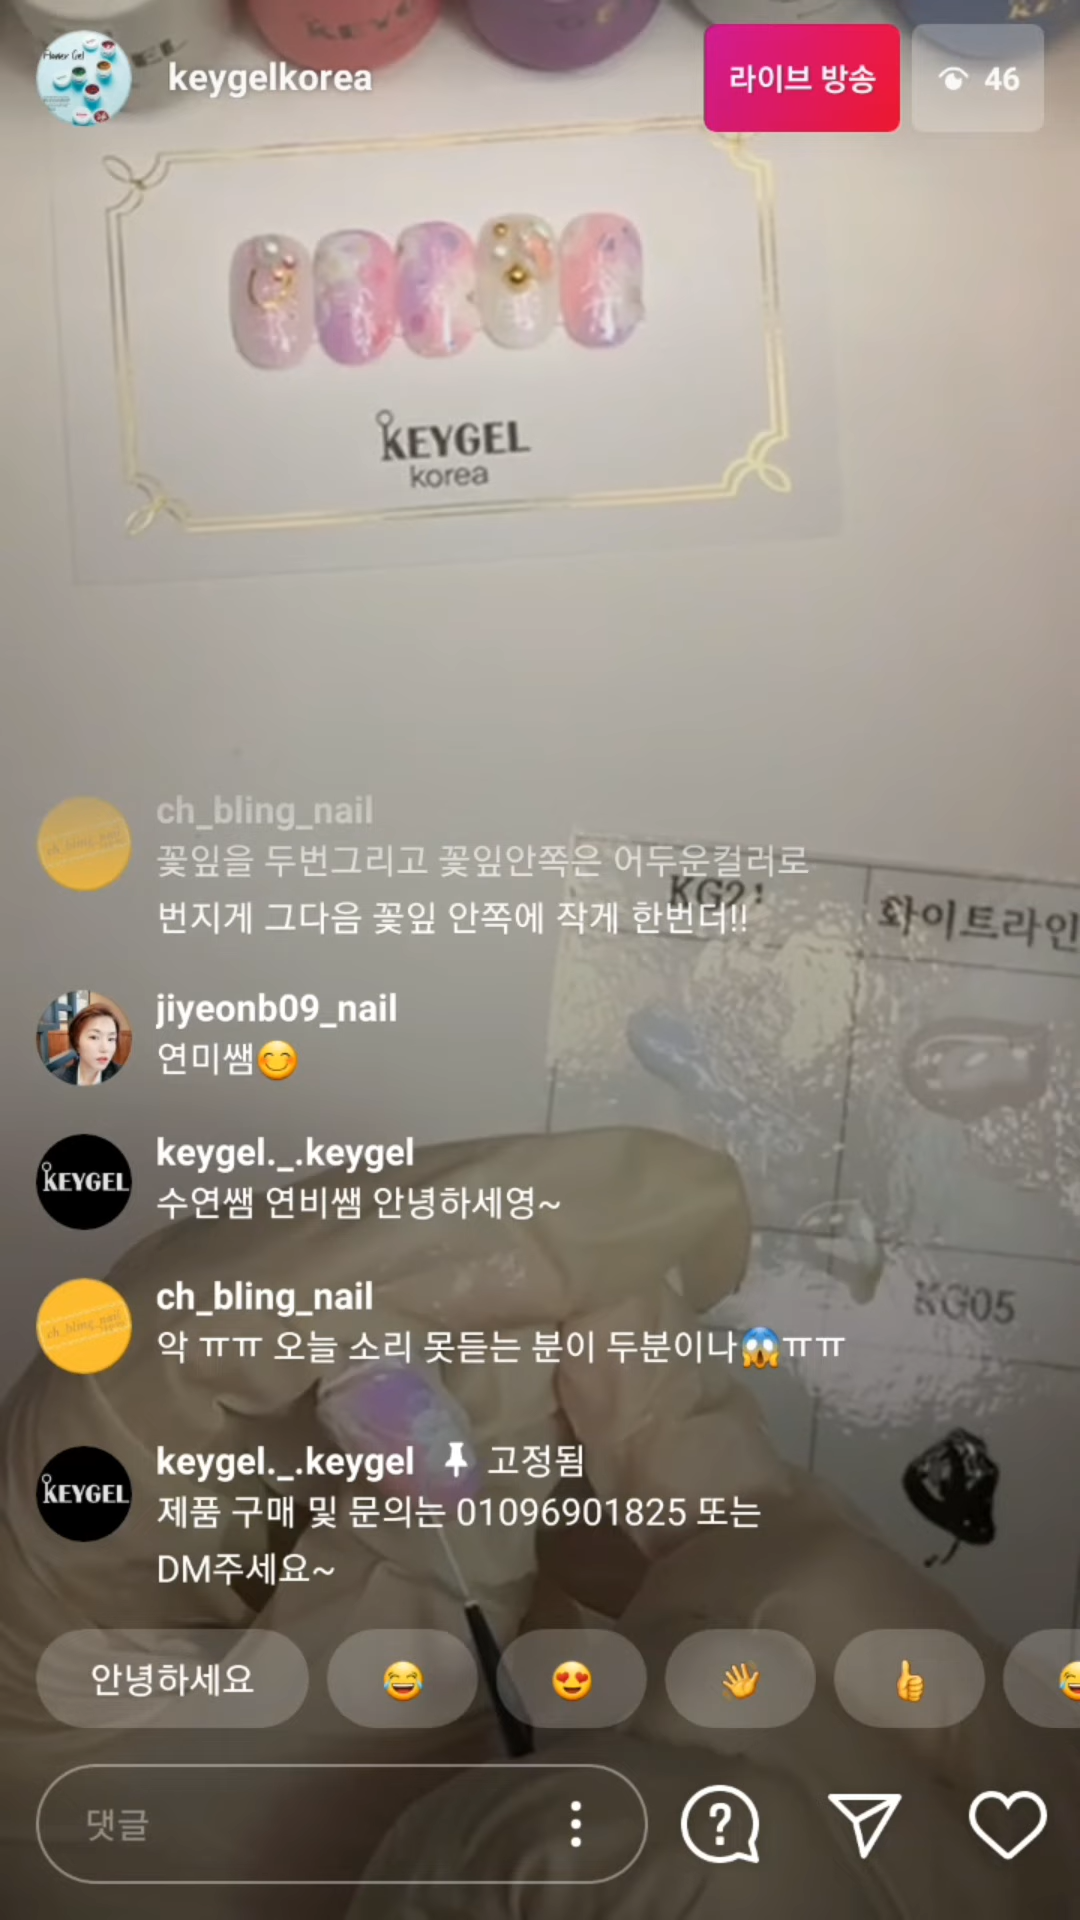 keygelkorea
라이브 방송
46
KEYGEL
korea
ch_bling_nail
꽃잎을 두번그리고 꽃잎안쪽은 어두운컬러로
번지게 그다음 꽃잎 안쪽에 작게 한번더!!
화이트라인
jiyeonb09_nail
연미쌤😊
keygel._.keygel
수연쌤 연비쌤 안녕하세영~
KG05
ch_bling_nail
악 ㅠㅠ 오늘 소리 못듣는 분이 두분이나😱ㅠㅠ
keygel._.keygel 고정됨
제품 구매 및 문의는 01096901825 또는
DM주세요~
안녕하세요 😂 😍 👋 👍
댓글